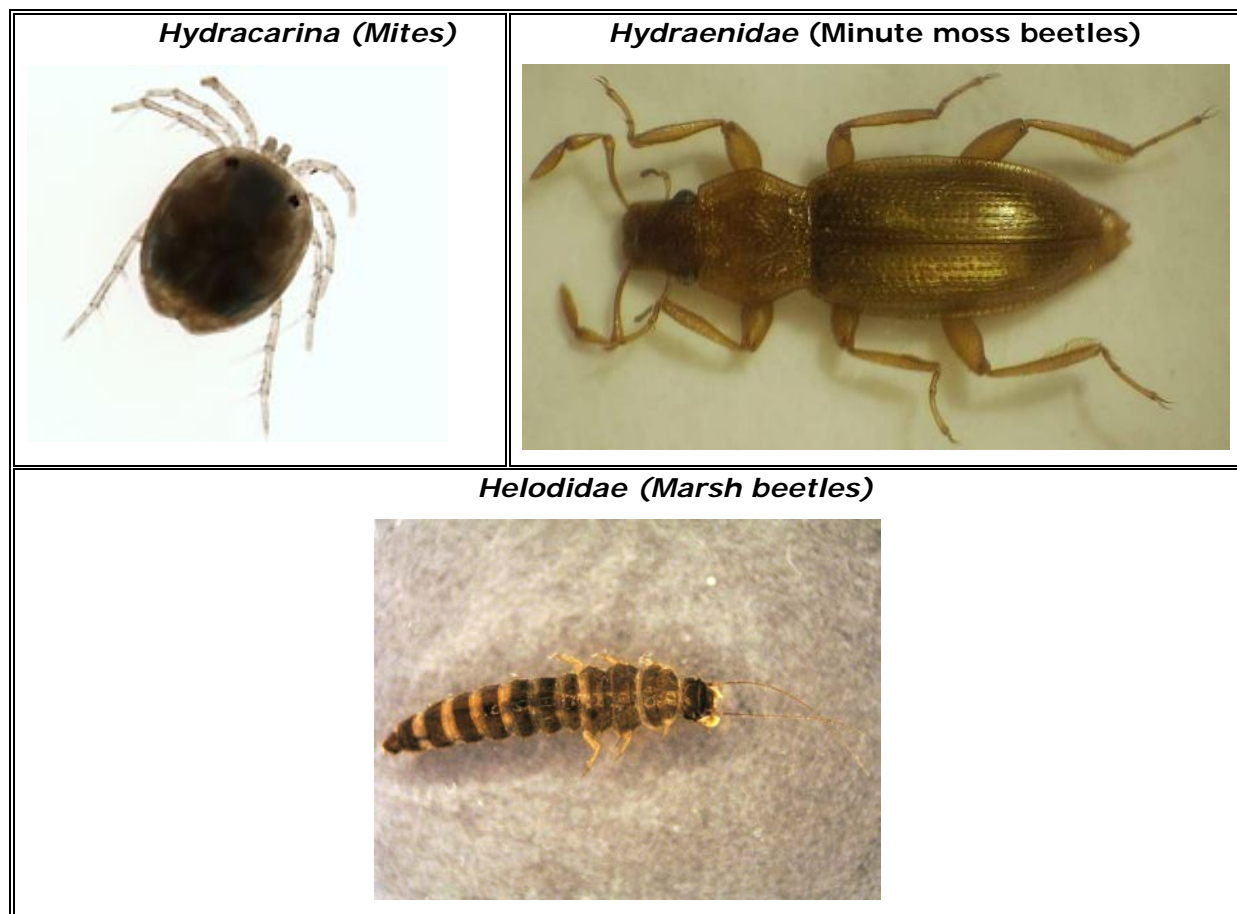 Hydracarina (Mites)
Hydraenidae (Minute moss beetles)
Helodidae (Marsh beetles)